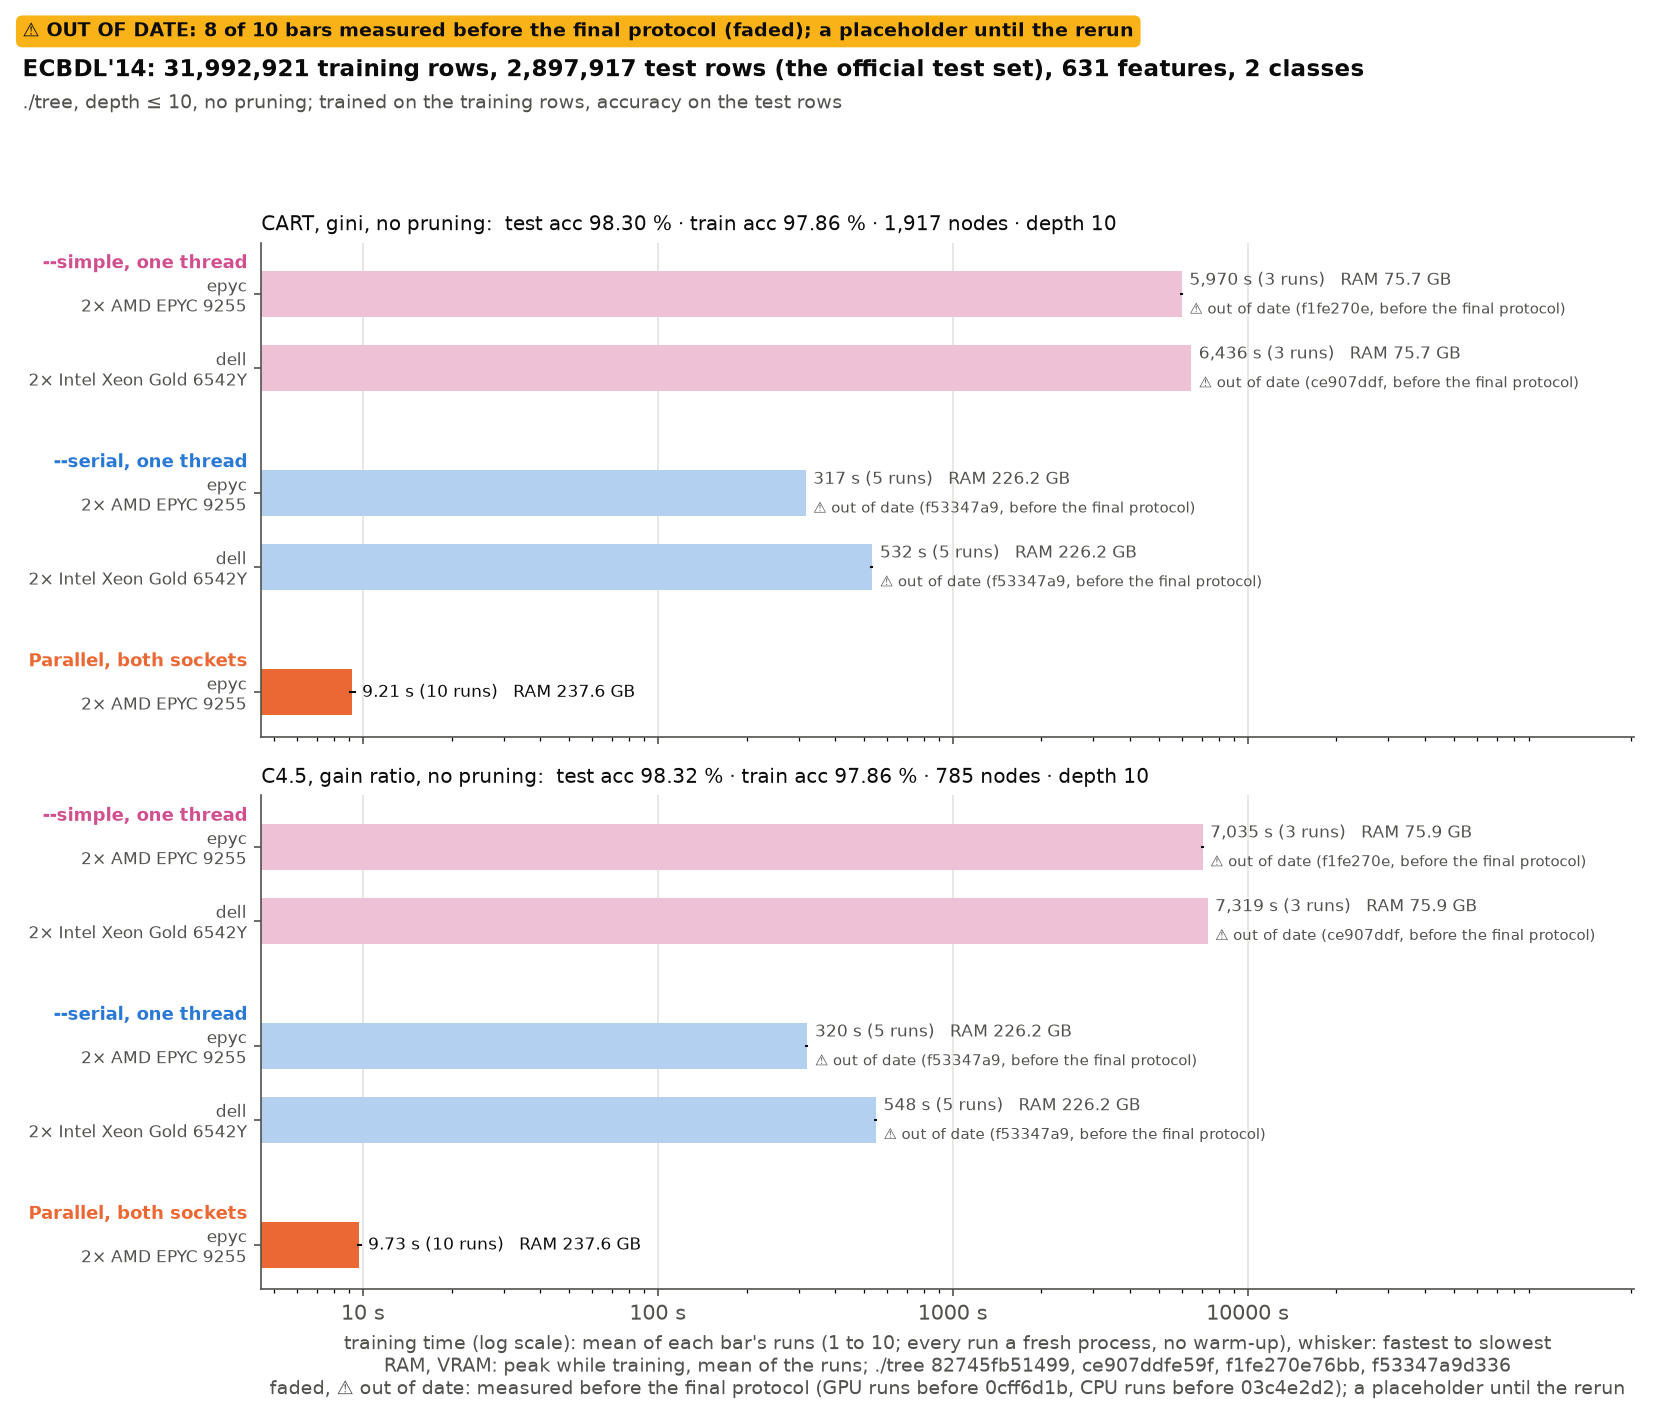 ⚠ OUT OF DATE: 8 of 10 bars measured before the final protocol (faded); a placeholder until the rerun
ECBDL'14: 31,992,921 training rows, 2,897,917 test rows (the official test set), 631 features, 2 classes
./tree, depth ≤ 10, no pruning; trained on the training rows, accuracy on the test rows
CART, gini, no pruning:  test acc 98.30 % · train acc 97.86 % · 1,917 nodes · depth 10
--simple, one thread
epyc
2× AMD EPYC 9255
5,970 s (3 runs)   RAM 75.7 GB
⚠ out of date (f1fe270e, before the final protocol)
dell
2× Intel Xeon Gold 6542Y
6,436 s (3 runs)   RAM 75.7 GB
⚠ out of date (ce907ddf, before the final protocol)
--serial, one thread
epyc
2× AMD EPYC 9255
317 s (5 runs)   RAM 226.2 GB
⚠ out of date (f53347a9, before the final protocol)
dell
2× Intel Xeon Gold 6542Y
532 s (5 runs)   RAM 226.2 GB
⚠ out of date (f53347a9, before the final protocol)
Parallel, both sockets
epyc
2× AMD EPYC 9255
9.21 s (10 runs)   RAM 237.6 GB
C4.5, gain ratio, no pruning:  test acc 98.32 % · train acc 97.86 % · 785 nodes · depth 10
--simple, one thread
epyc
2× AMD EPYC 9255
7,035 s (3 runs)   RAM 75.9 GB
⚠ out of date (f1fe270e, before the final protocol)
dell
2× Intel Xeon Gold 6542Y
7,319 s (3 runs)   RAM 75.9 GB
⚠ out of date (ce907ddf, before the final protocol)
--serial, one thread
epyc
2× AMD EPYC 9255
320 s (5 runs)   RAM 226.2 GB
⚠ out of date (f53347a9, before the final protocol)
dell
2× Intel Xeon Gold 6542Y
548 s (5 runs)   RAM 226.2 GB
⚠ out of date (f53347a9, before the final protocol)
Parallel, both sockets
epyc
2× AMD EPYC 9255
9.73 s (10 runs)   RAM 237.6 GB
10 s 100 s 1000 s 10000 s
training time (log scale): mean of each bar's runs (1 to 10; every run a fresh process, no warm-up), whisker: fastest to slowest
RAM, VRAM: peak while training, mean of the runs; ./tree 82745fb51499, ce907ddfe59f, f1fe270e76bb, f53347a9d336
faded, ⚠ out of date: measured before the final protocol (GPU runs before 0cff6d1b, CPU runs before 03c4e2d2); a placeholder until the rerun